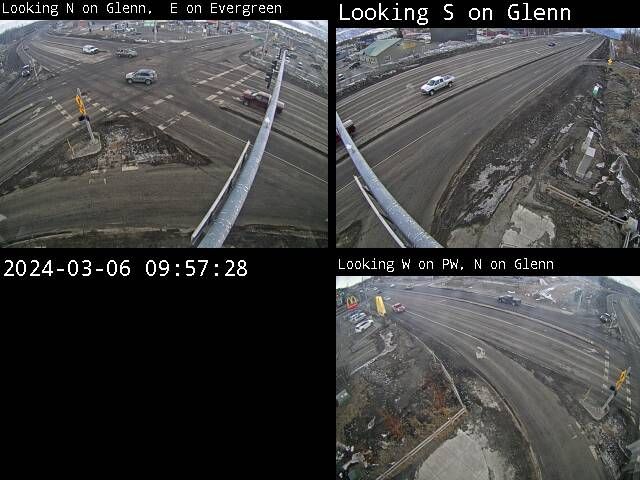 Looking N on Glenn, E on Evergreen
Looking S on Glenn
2024-03-06 09:57:28
Looking W on PW, N on Glenn